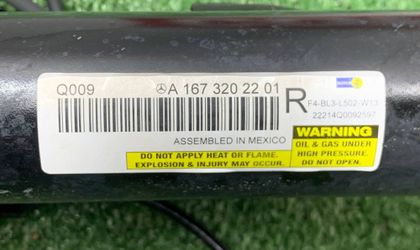 Q009
A 167 320 22 01
R
F4-BL3-L502-W13
22214Q0092597
ASSEMBLED IN MEXICO
WARNING
OIL & GAS UNDER
HIGH PRESSURE.
DO NOT OPEN.
DO NOT APPLY HEAT OR FLAME.
EXPLOSION & INJURY MAY OCCUR.